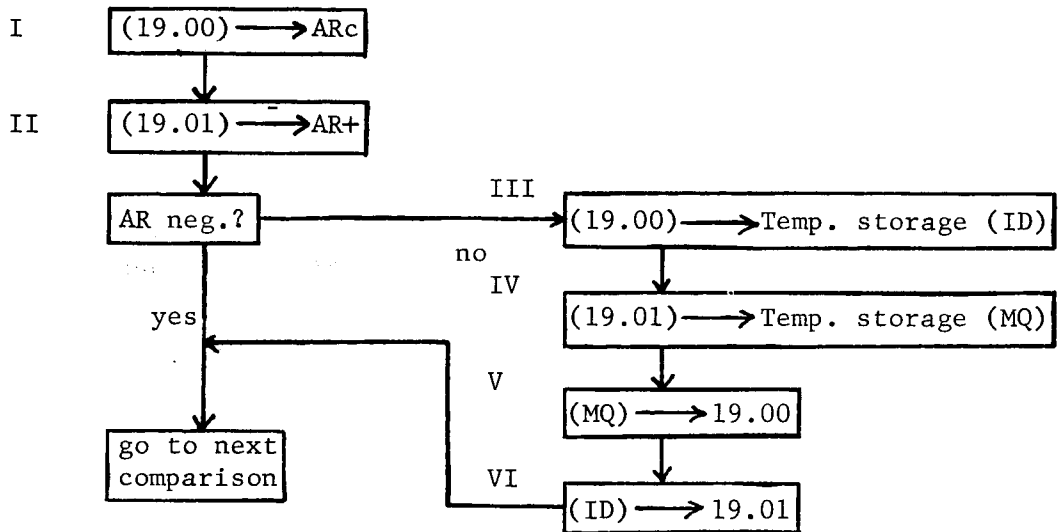 I
(19.00) ⟶ ARc
II
(19.01) ⟶ AR+
-
AR neg.?
III
no
(19.00) ⟶ Temp. storage (ID)
IV
(19.01) ⟶ Temp. storage (MQ)
yes
V
(MQ) ⟶ 19.00
go to next
comparison
VI
(ID) ⟶ 19.01